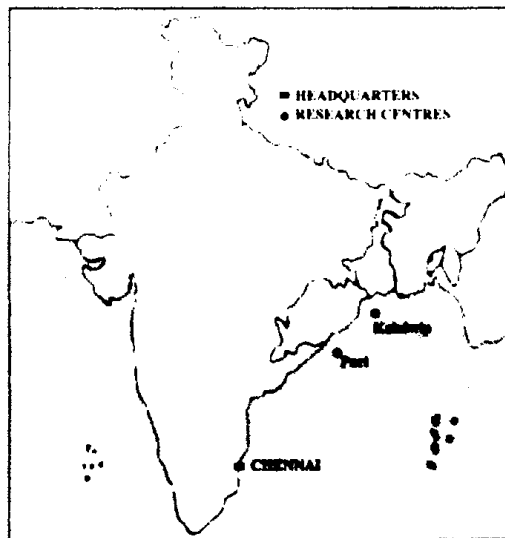 HEADQUARTERS
RESEARCH CENTRES
Kakdwip
Puri
CHENNAI